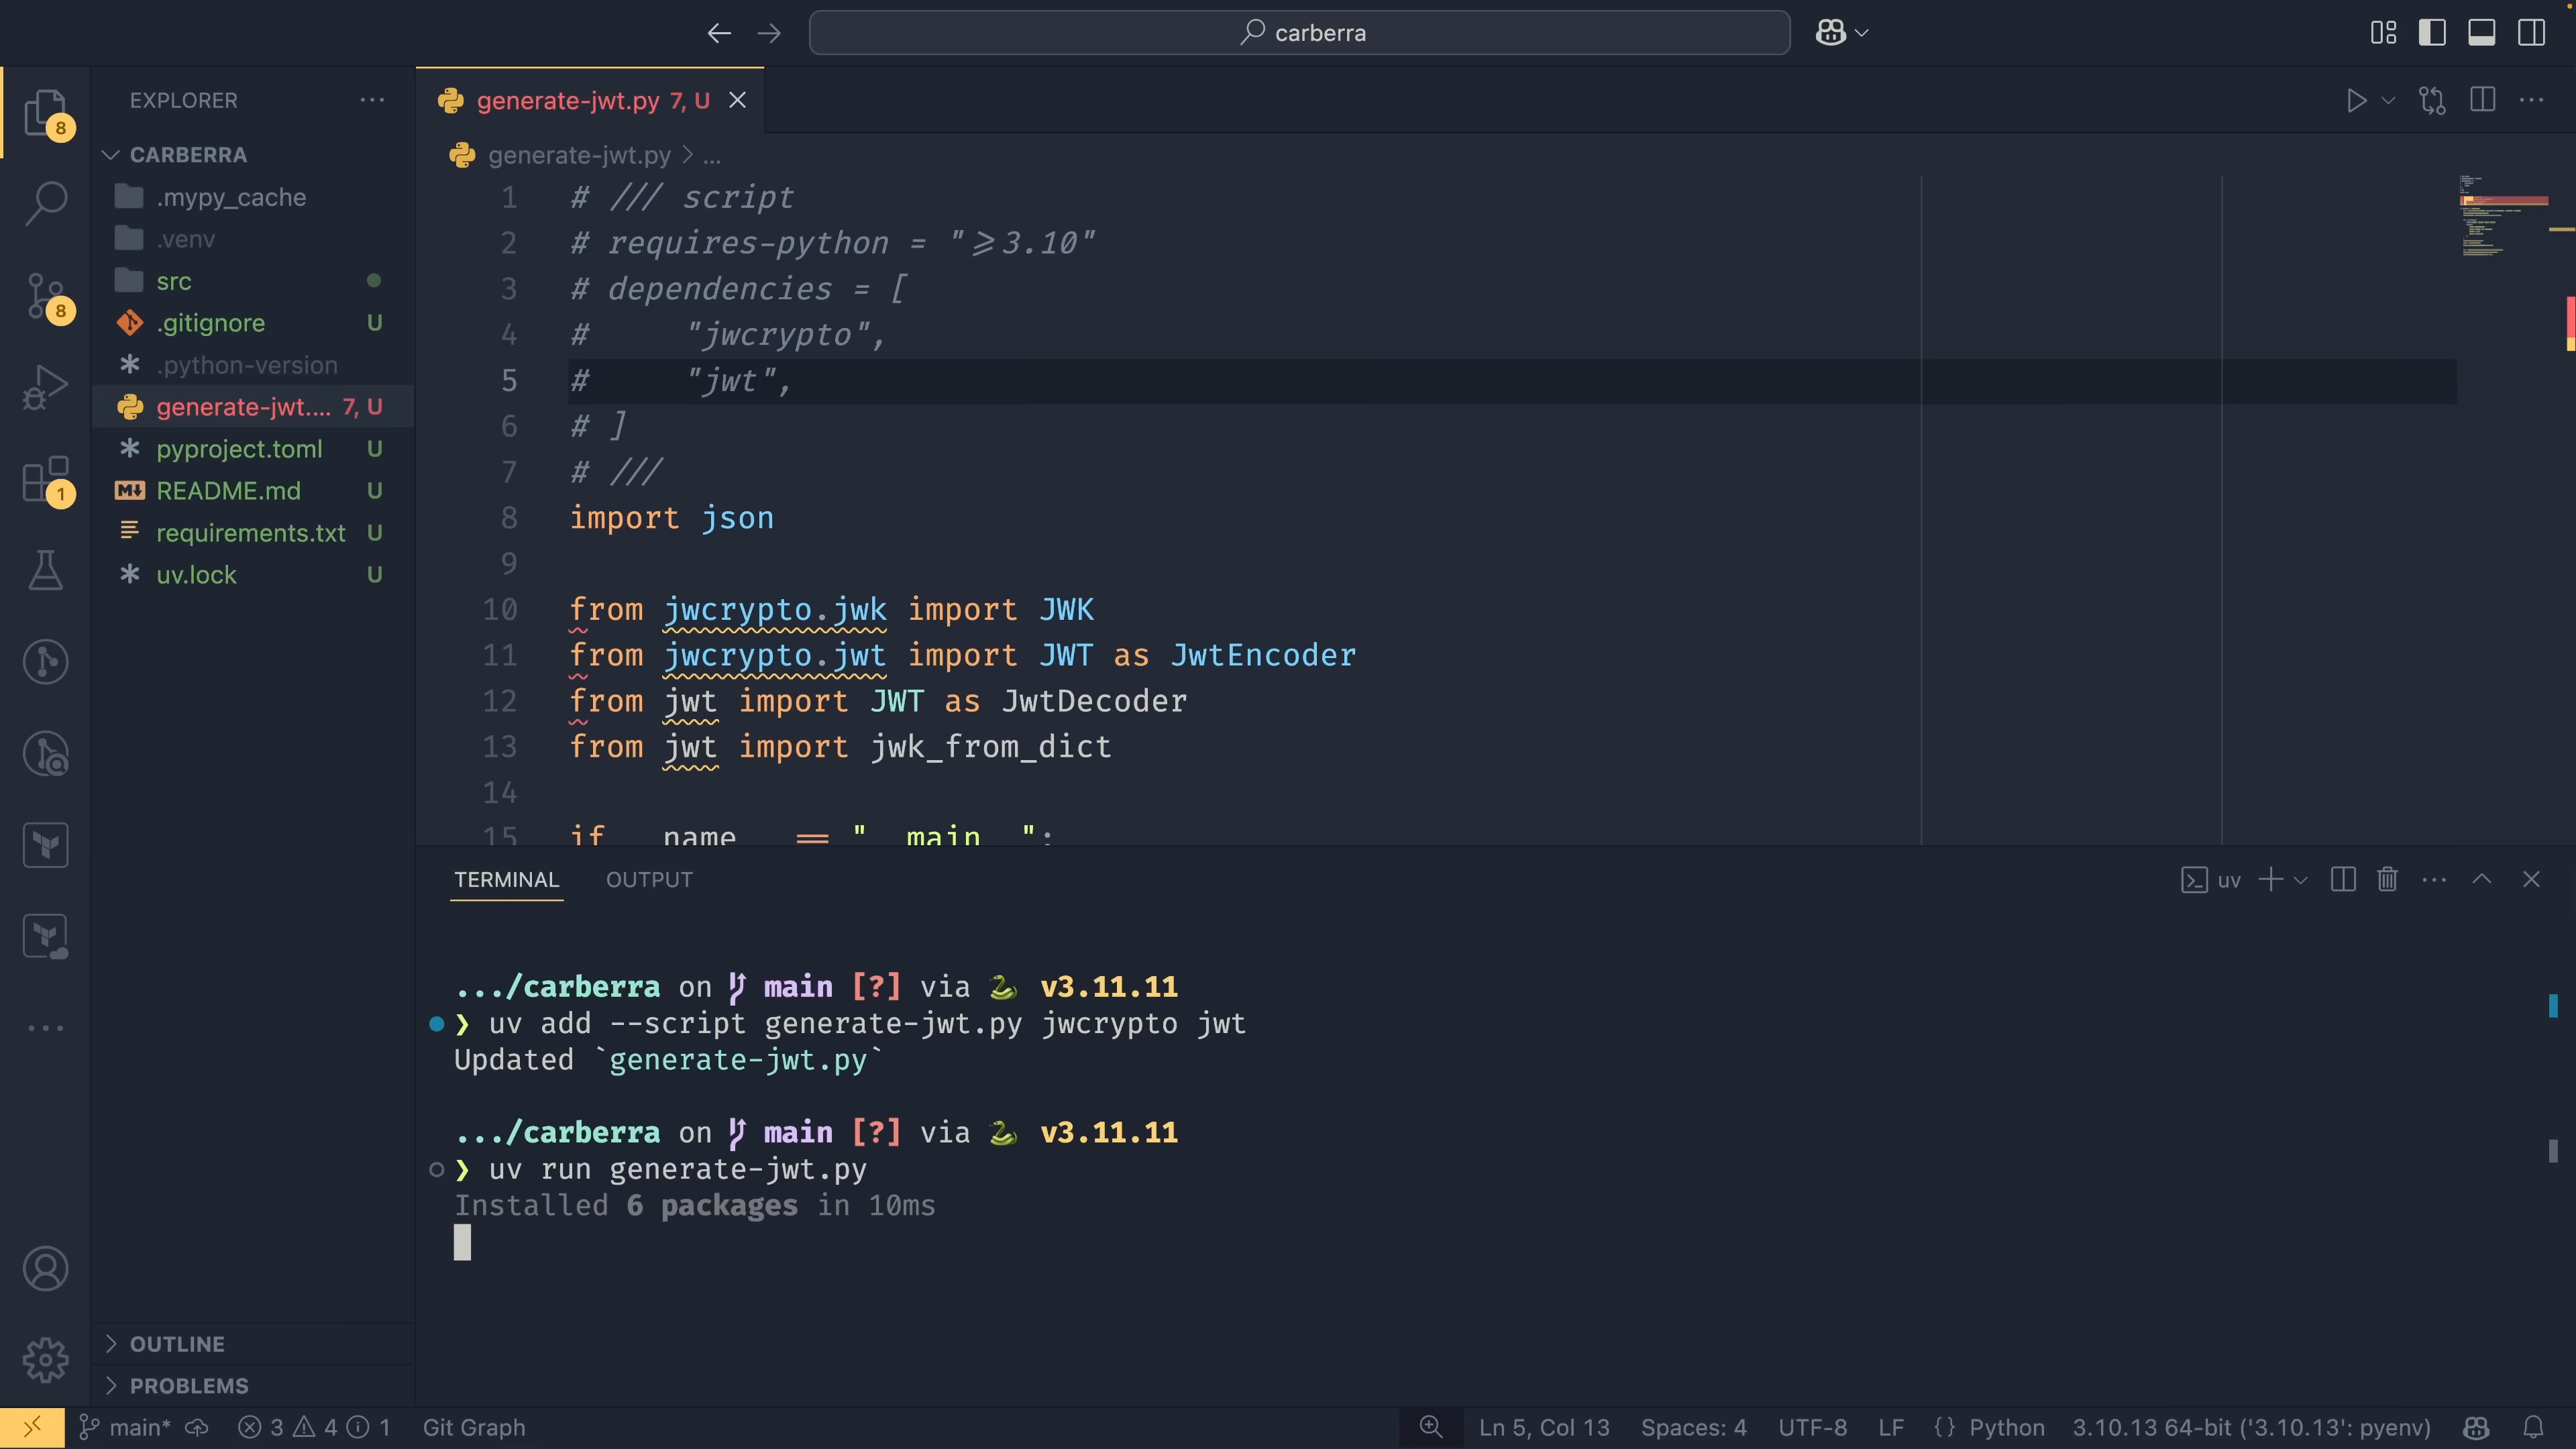 carberra
EXPLORER
CARBERRA
.mypy_cache
.venv
src
.gitignore U
.python-version
generate-jwt.... 7, U
pyproject.toml U
README.md U
requirements.txt U
uv.lock U
OUTLINE
PROBLEMS
8
8
1
generate-jwt.py 7, U
generate-jwt.py > ...
1 # /// script
2 # requires-python = ">=3.10"
3 # dependencies = [
4 #     "jwcrypto",
5 #     "jwt",
6 # ]
7 # ///
8 import json
9
10 from jwcrypto.jwk import JWK
11 from jwcrypto.jwt import JWT as JwtEncoder
12 from jwt import JWT as JwtDecoder
13 from jwt import jwk_from_dict
14
15 if __name__ == "__main__":
TERMINAL OUTPUT
uv
.../carberra on main [?] via v3.11.11
❯ uv add --script generate-jwt.py jwcrypto jwt
Updated `generate-jwt.py`
.../carberra on main [?] via v3.11.11
❯ uv run generate-jwt.py
Installed 6 packages in 10ms
main* 3 4 1 Git Graph Ln 5, Col 13 Spaces: 4 UTF-8 LF {} Python 3.10.13 64-bit ('3.10.13': pyenv)